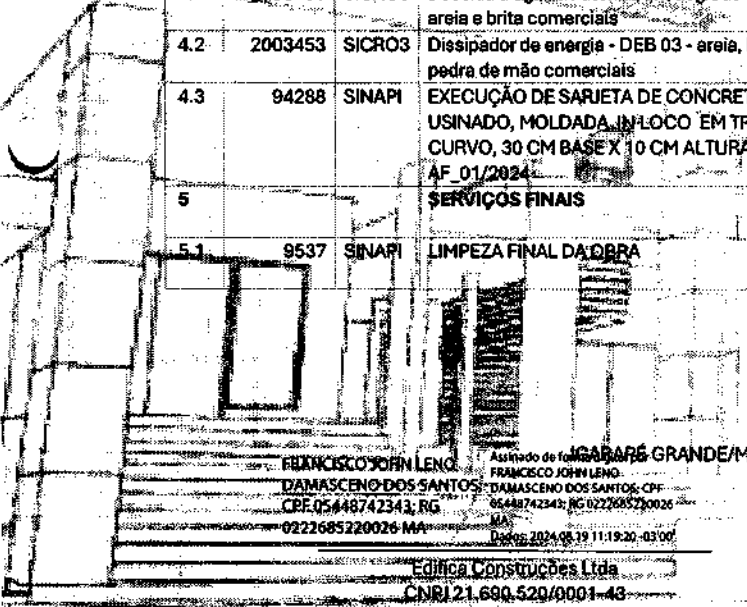 areia e brita comerciais
4.2 2003453 SICRO3 Dissipador de energia - DEB 03 - areia,
pedra de mão comerciais
4.3 94288 SINAPI EXECUÇÃO DE SARJETA DE CONCRET
USINADO, MOLDADA IN LOCO EM TR
CURVO, 30 CM BASE X 10 CM ALTURA
AF_01/2024
5 SERVIÇOS FINAIS
5.1 9537 SINAPI LIMPEZA FINAL DA OBRA
IGARAPÉ GRANDE/M
FRANCISCO JOHN LENO
DAMASCENO DOS SANTOS;
CPF 05448742343; RG
0222685220026 MA
Assinado de forma digital por
FRANCISCO JOHN LENO
DAMASCENO DOS SANTOS; CPF
05448742343; RG 0222685220026
MA
Dados: 2024.08.19 11:19:20 -03'00'
Edifica Construções Ltda
CNPJ 21.690.520/0001-43